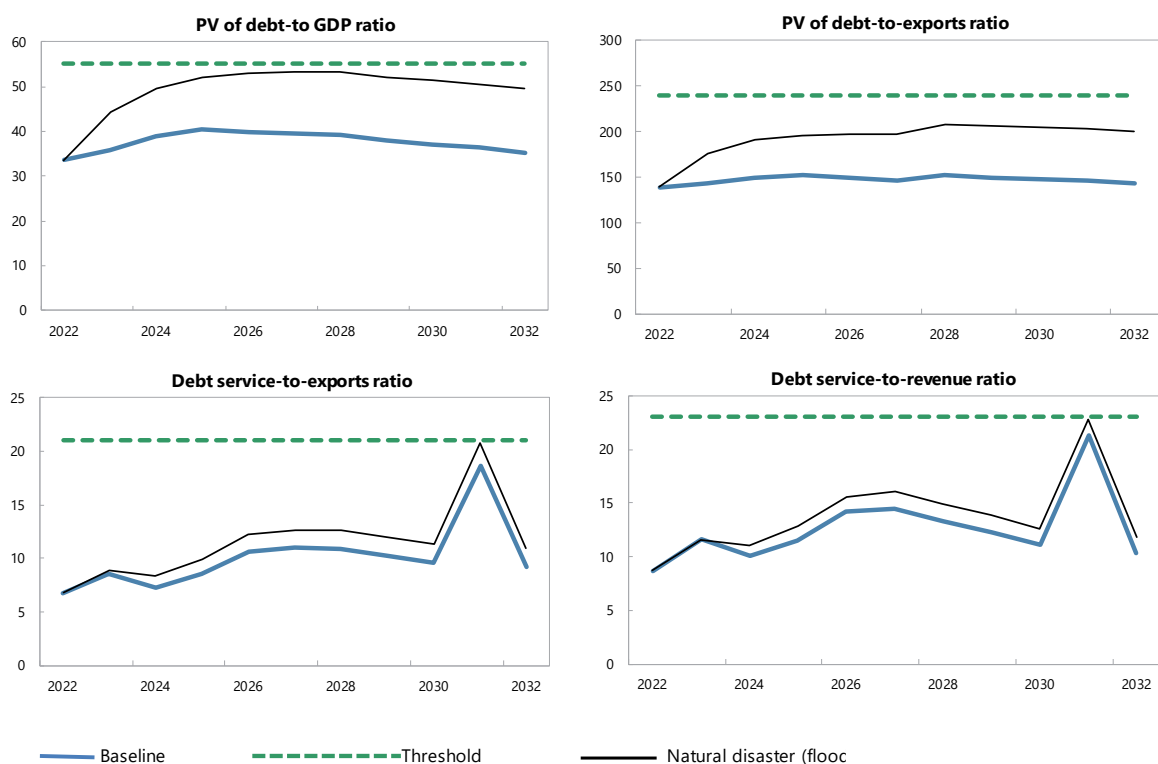 PV of debt-to GDP ratio
60
50
40
30
20
10
0
2022 2024 2026 2028 2030 2032
PV of debt-to-exports ratio
300
250
200
150
100
50
0
2022 2024 2026 2028 2030 2032
Debt service-to-exports ratio
25
20
15
10
5
0
2022 2024 2026 2028 2030 2032
Debt service-to-revenue ratio
25
20
15
10
5
0
2022 2024 2026 2028 2030 2032
Baseline Threshold Natural disaster (flooc